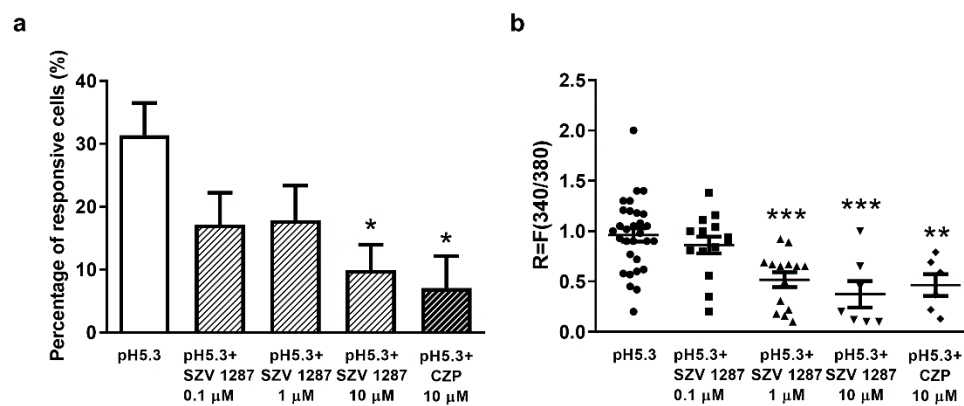 a
Percentage of responsive cells (%)
40
30
20
10
0
*
*
pH5.3
pH5.3+
SZV 1287
0.1 µM
pH5.3+
SZV 1287
1 µM
pH5.3+
SZV 1287
10 µM
pH5.3+
CZP
10 µM
b
R=F(340/380)
2.5
2.0
1.5
1.0
0.5
0.0
***
***
**
pH5.3
pH5.3+
SZV 1287
0.1 µM
pH5.3+
SZV 1287
1 µM
pH5.3+
SZV 1287
10 µM
pH5.3+
CZP
10 µM